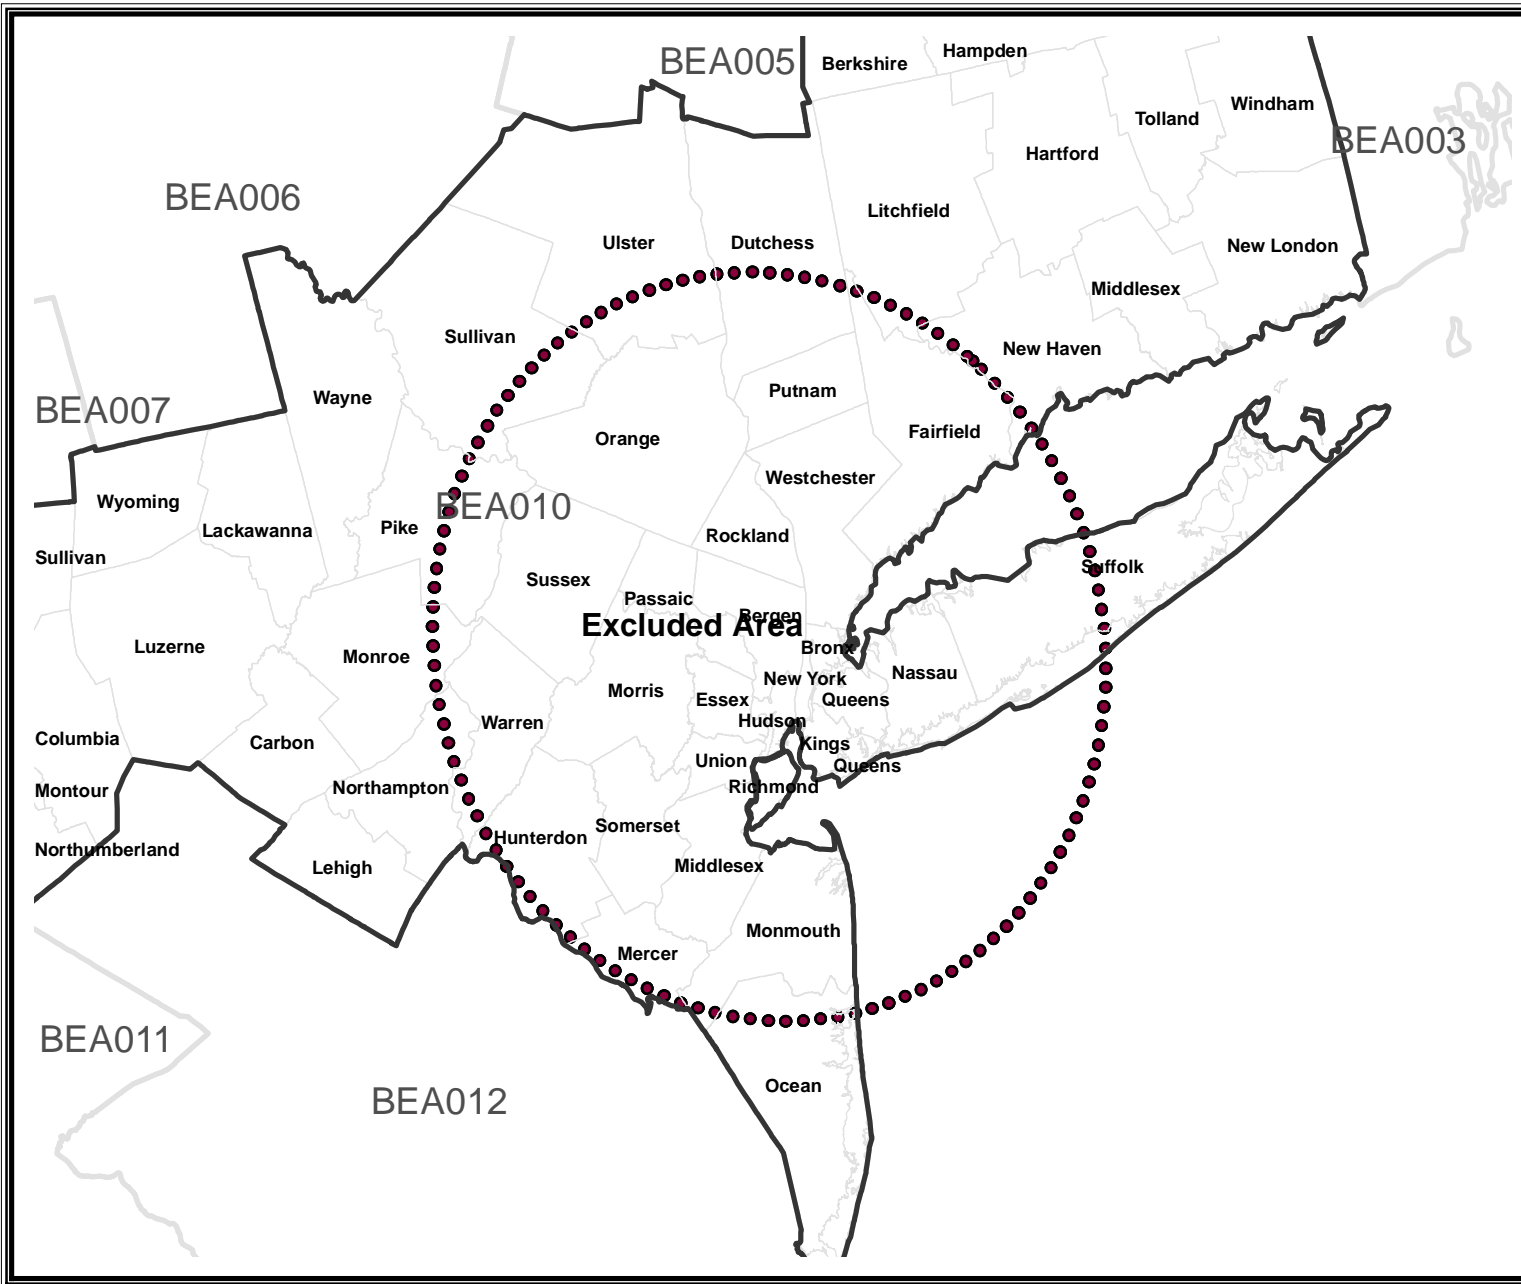 Hampden
BEA005
Berkshire
Windham
Tolland
BEA003
Hartford
BEA006
Litchfield
Ulster
Dutchess
New London
Middlesex
Sullivan
New Haven
Putnam
Wayne
BEA007
Fairfield
Orange
Westchester
Wyoming
BEA010
Pike
Lackawanna
Rockland
Sullivan
Suffolk
Sussex
Passaic
Bergen
Excluded Area
Luzerne
Bronx
Monroe
Nassau
New York
Morris
Essex
Queens
Warren
Hudson
Columbia
Carbon
Kings
Union
Queens
Northampton
Richmond
Montour
Somerset
Hunterdon
Northumberland
Lehigh
Middlesex
Monmouth
Mercer
BEA011
Ocean
BEA012